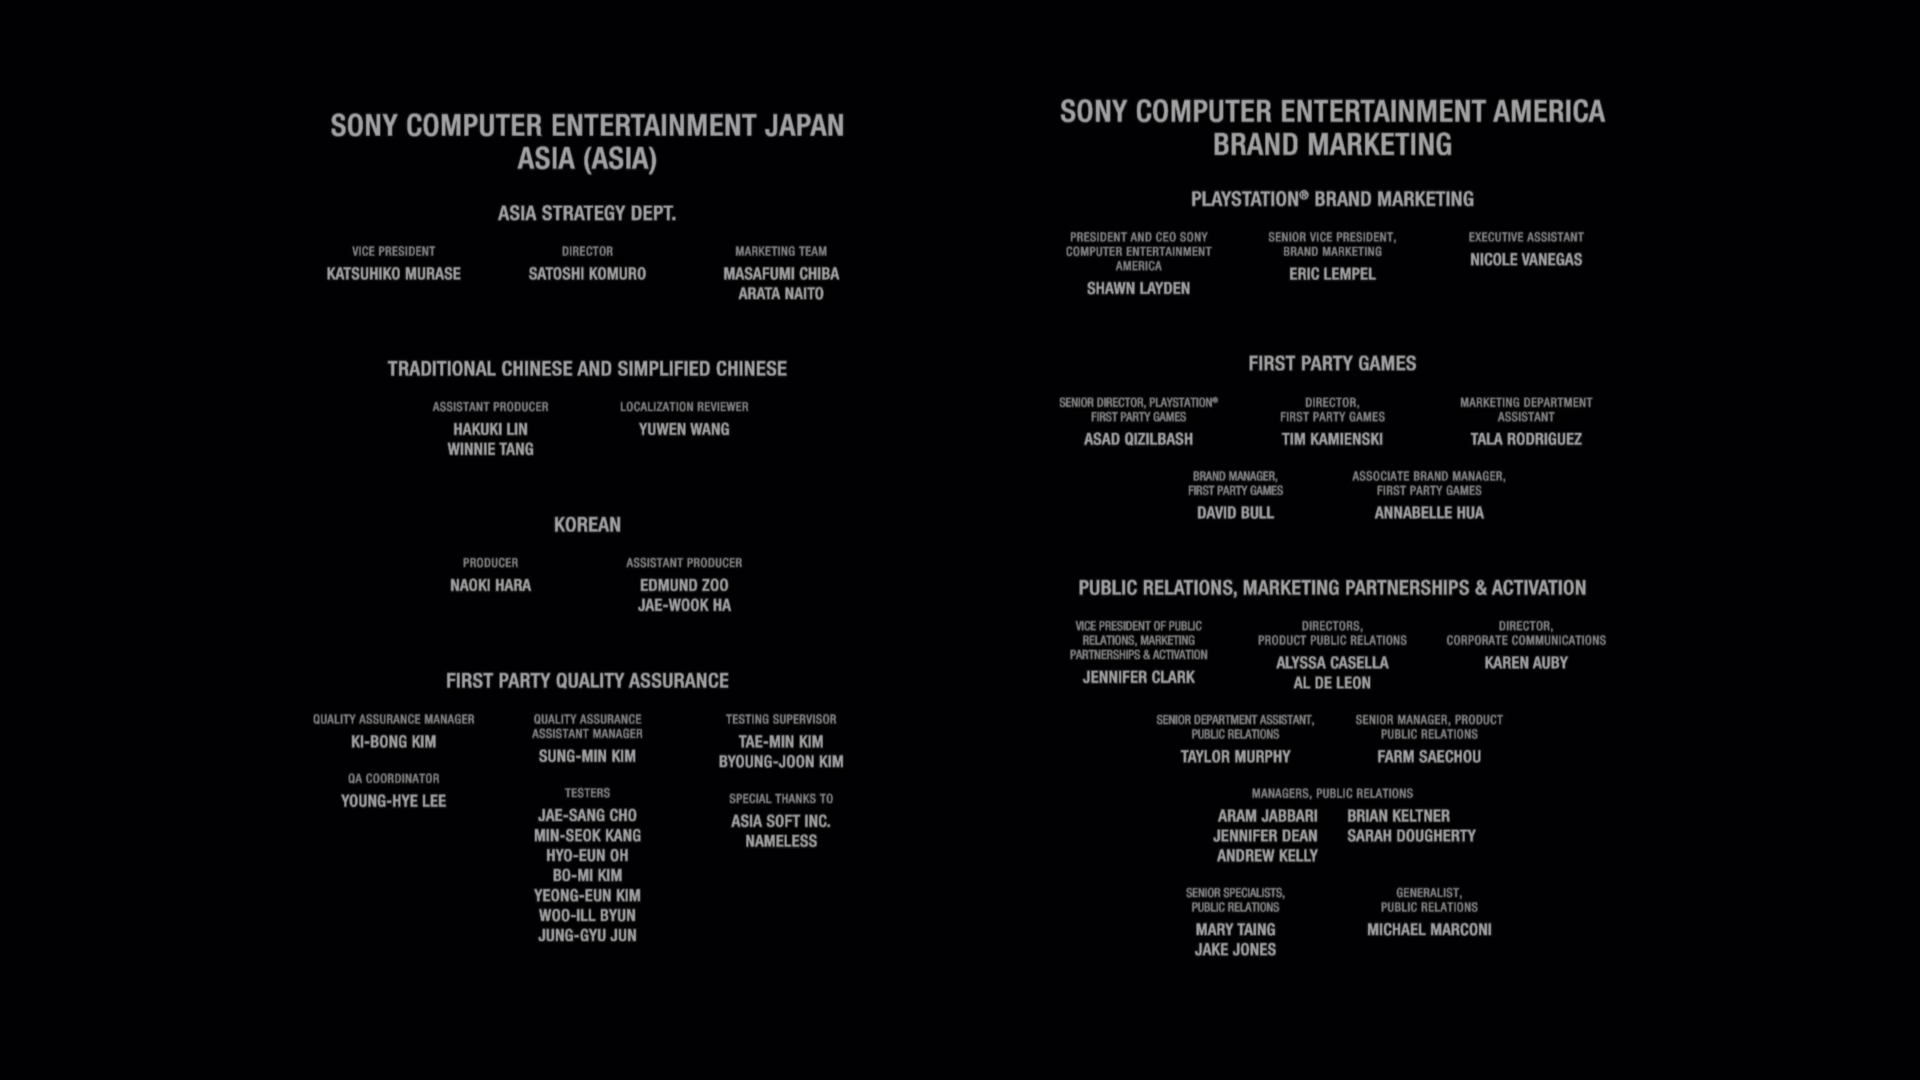 SONY COMPUTER ENTERTAINMENT JAPAN
ASIA (ASIA)
ASIA STRATEGY DEPT.
VICE PRESIDENT
KATSUHIKO MURASE
DIRECTOR
SATOSHI KOMURO
MARKETING TEAM
MASAFUMI CHIBA
ARATA NAITO
TRADITIONAL CHINESE AND SIMPLIFIED CHINESE
ASSISTANT PRODUCER
HAKUKI LIN
WINNIE TANG
LOCALIZATION REVIEWER
YUWEN WANG
KOREAN
PRODUCER
NAOKI HARA
ASSISTANT PRODUCER
EDMUND ZOO
JAE-WOOK HA
FIRST PARTY QUALITY ASSURANCE
QUALITY ASSURANCE MANAGER
KI-BONG KIM
QA COORDINATOR
YOUNG-HYE LEE
QUALITY ASSURANCE
ASSISTANT MANAGER
SUNG-MIN KIM
TESTERS
JAE-SANG CHO
MIN-SEOK KANG
HYO-EUN OH
BO-MI KIM
YEONG-EUN KIM
WOO-ILL BYUN
JUNG-GYU JUN
TESTING SUPERVISOR
TAE-MIN KIM
BYOUNG-JOON KIM
SPECIAL THANKS TO
ASIA SOFT INC.
NAMELESS
SONY COMPUTER ENTERTAINMENT AMERICA
BRAND MARKETING
PLAYSTATION® BRAND MARKETING
PRESIDENT AND CEO SONY
COMPUTER ENTERTAINMENT
AMERICA
SHAWN LAYDEN
SENIOR VICE PRESIDENT,
BRAND MARKETING
ERIC LEMPEL
EXECUTIVE ASSISTANT
NICOLE VANEGAS
FIRST PARTY GAMES
SENIOR DIRECTOR, PLAYSTATION®
FIRST PARTY GAMES
ASAD QIZILBASH
DIRECTOR,
FIRST PARTY GAMES
TIM KAMIENSKI
MARKETING DEPARTMENT
ASSISTANT
TALA RODRIGUEZ
BRAND MANAGER,
FIRST PARTY GAMES
DAVID BULL
ASSOCIATE BRAND MANAGER,
FIRST PARTY GAMES
ANNABELLE HUA
PUBLIC RELATIONS, MARKETING PARTNERSHIPS & ACTIVATION
VICE PRESIDENT OF PUBLIC
RELATIONS, MARKETING
PARTNERSHIPS & ACTIVATION
JENNIFER CLARK
DIRECTORS,
PRODUCT PUBLIC RELATIONS
ALYSSA CASELLA
AL DE LEON
DIRECTOR,
CORPORATE COMMUNICATIONS
KAREN AUBY
SENIOR DEPARTMENT ASSISTANT,
PUBLIC RELATIONS
TAYLOR MURPHY
SENIOR MANAGER, PRODUCT
PUBLIC RELATIONS
FARM SAECHOU
MANAGERS, PUBLIC RELATIONS
ARAM JABBARI
JENNIFER DEAN
ANDREW KELLY
BRIAN KELTNER
SARAH DOUGHERTY
SENIOR SPECIALISTS,
PUBLIC RELATIONS
MARY TAING
JAKE JONES
GENERALIST,
PUBLIC RELATIONS
MICHAEL MARCONI